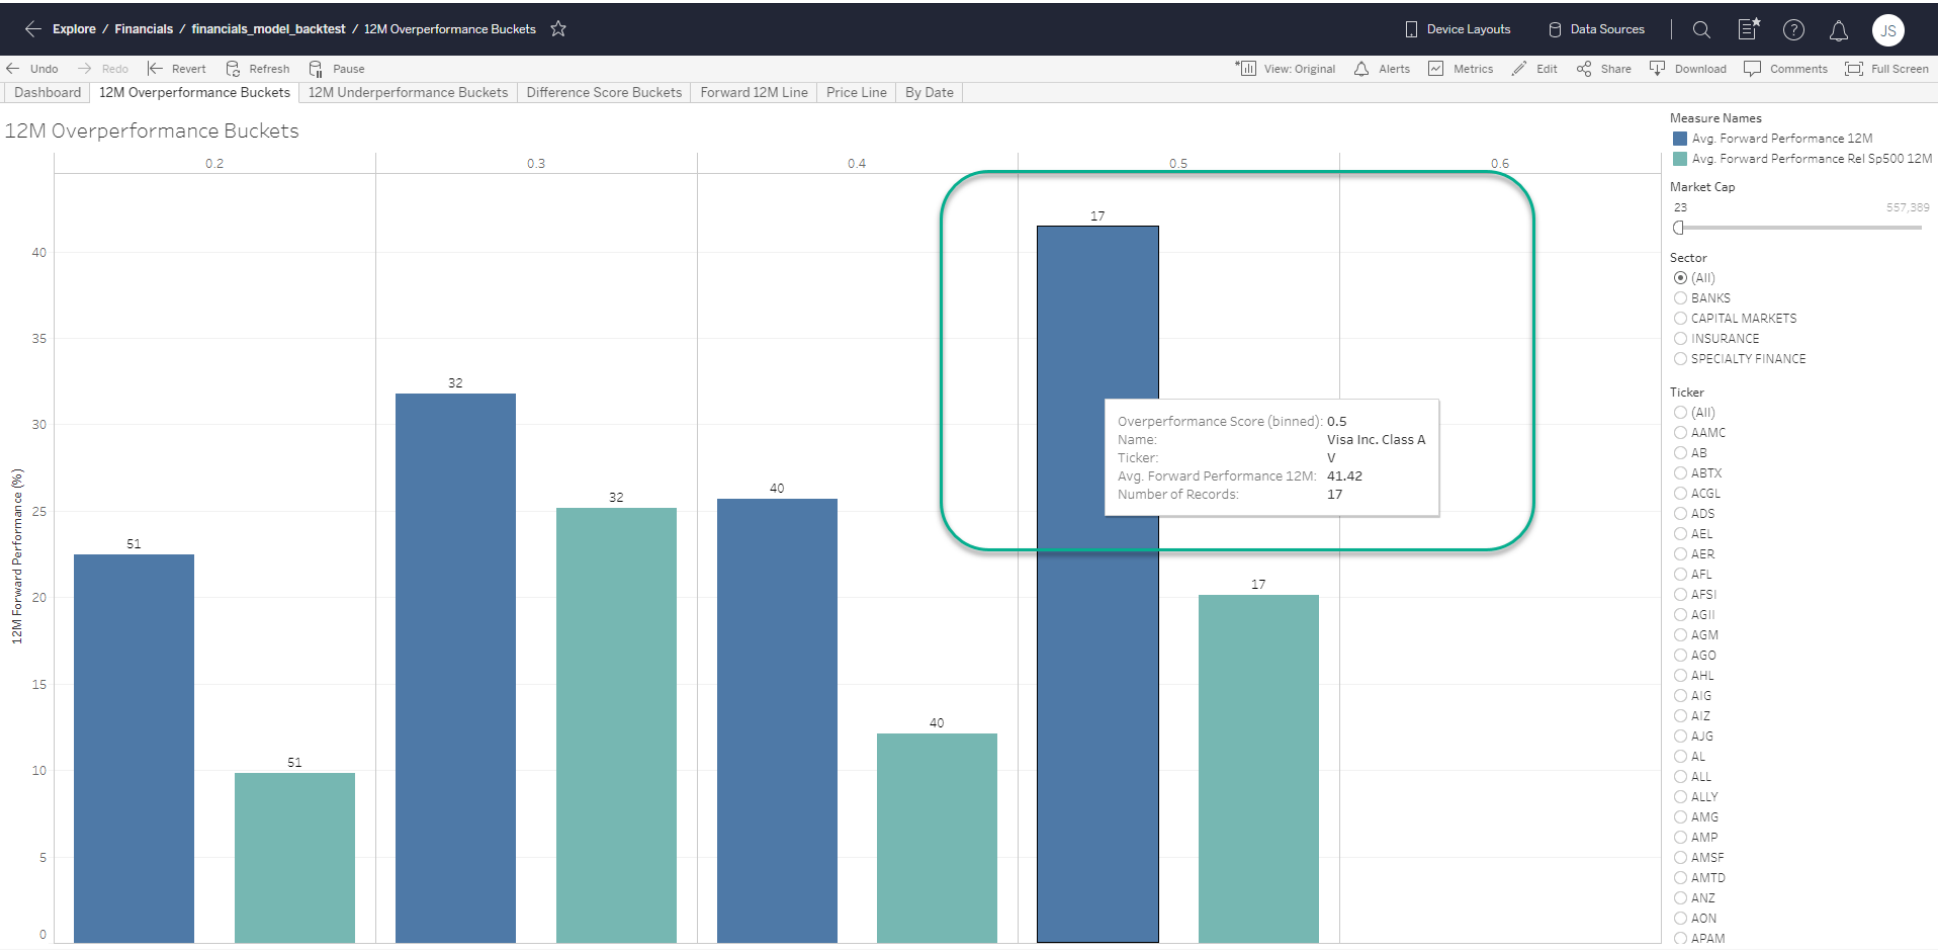 Explore / Financials / financials_model_backtest / 12M Overperformance Buckets
Device Layouts Data Sources JS
Undo Redo Revert Refresh Pause View: Original Alerts Metrics Edit Share Download Comments Full Screen
Dashboard 12M Overperformance Buckets 12M Underperformance Buckets Difference Score Buckets Forward 12M Line Price Line By Date
12M Overperformance Buckets
0.2 0.3 0.4 0.5 0.6
12M Forward Performance (%)
40
35
30
25
20
15
10
5
0
51
51
32
32
40
40
17
17
Overperformance Score (binned): 0.5
Name: Visa Inc. Class A
Ticker: V
Avg. Forward Performance 12M: 41.42
Number of Records: 17
Measure Names
Avg. Forward Performance 12M
Avg. Forward Performance Rel Sp500 12M
Market Cap
23 557,389
Sector
(All)
BANKS
CAPITAL MARKETS
INSURANCE
SPECIALTY FINANCE
Ticker
(All)
AAMC
AB
ABTX
ACGL
ADS
AEL
AER
AFL
AFSI
AGII
AGM
AGO
AHL
AIG
AIZ
AJG
AL
ALL
ALLY
AMG
AMP
AMSF
AMTD
ANZ
AON
APAM